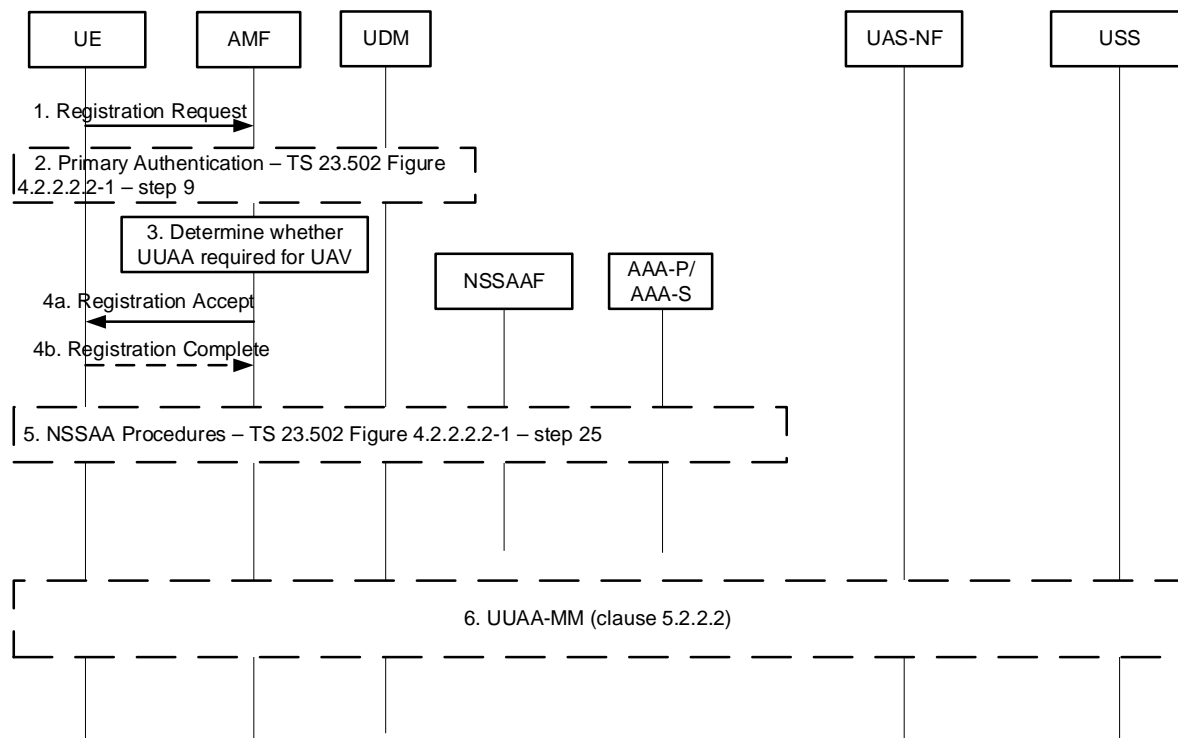 UE
AMF
UDM
UAS-NF
USS
1. Registration Request
2. Primary Authentication – TS 23.502 Figure
4.2.2.2.2-1 – step 9
3. Determine whether
UUAA required for UAV
NSSAAF
AAA-P/
AAA-S
4a. Registration Accept
4b. Registration Complete
5. NSSAA Procedures – TS 23.502 Figure 4.2.2.2.2-1 – step 25
6. UUAA-MM (clause 5.2.2.2)